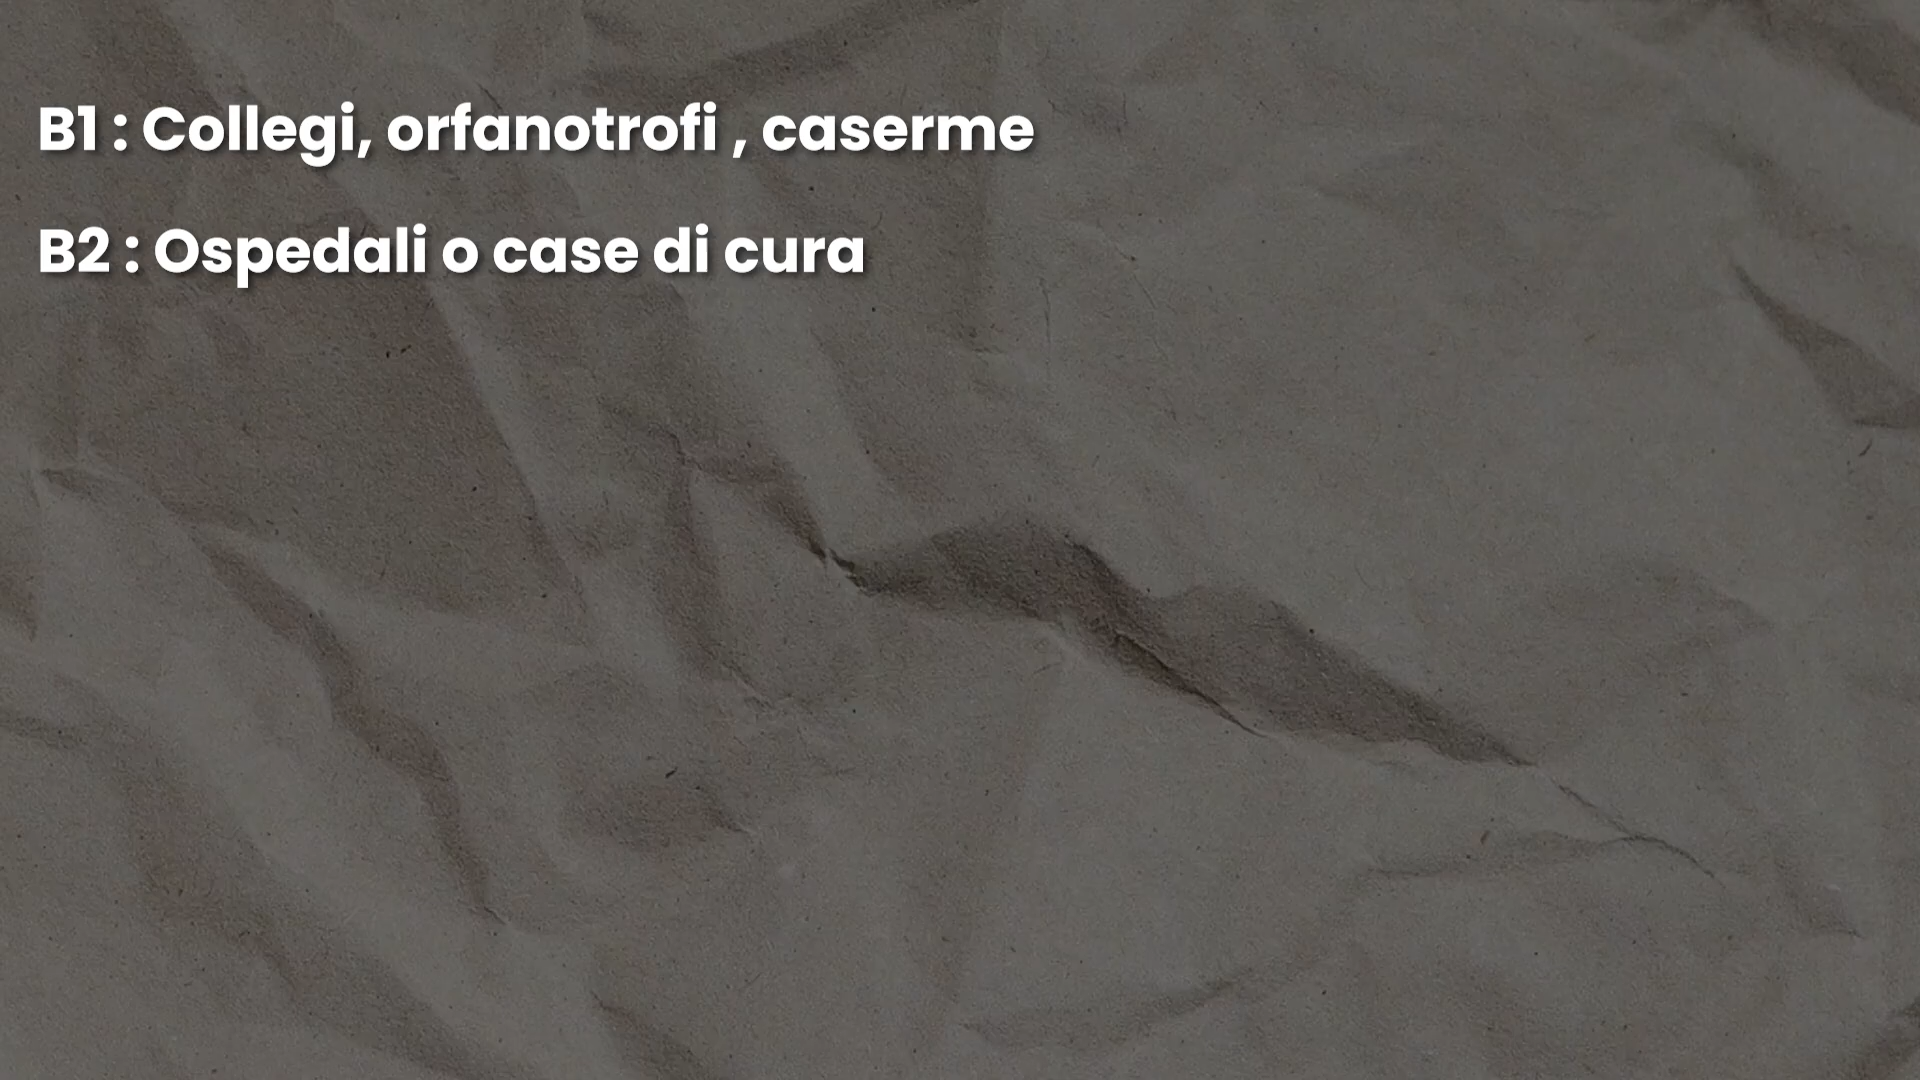 B1 : Collegi, orfanotrofi , caserme
B2 : Ospedali o case di cura